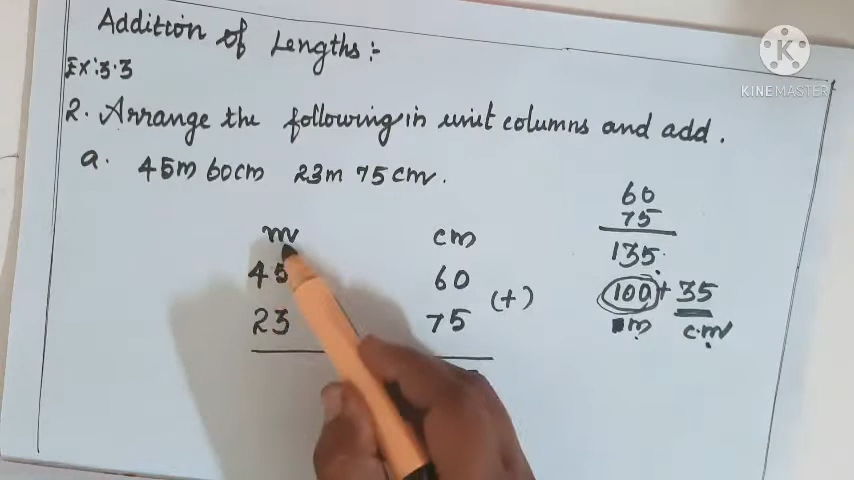 Addition of Lengths:-
Ex:3.3
2. Arrange the following in unit columns and add.
a. 45m 60cm 23m 75cm.
m cm
45 60
23 75 (+)
60
75
135
100 + 35
m cm
K
KINEMASTER